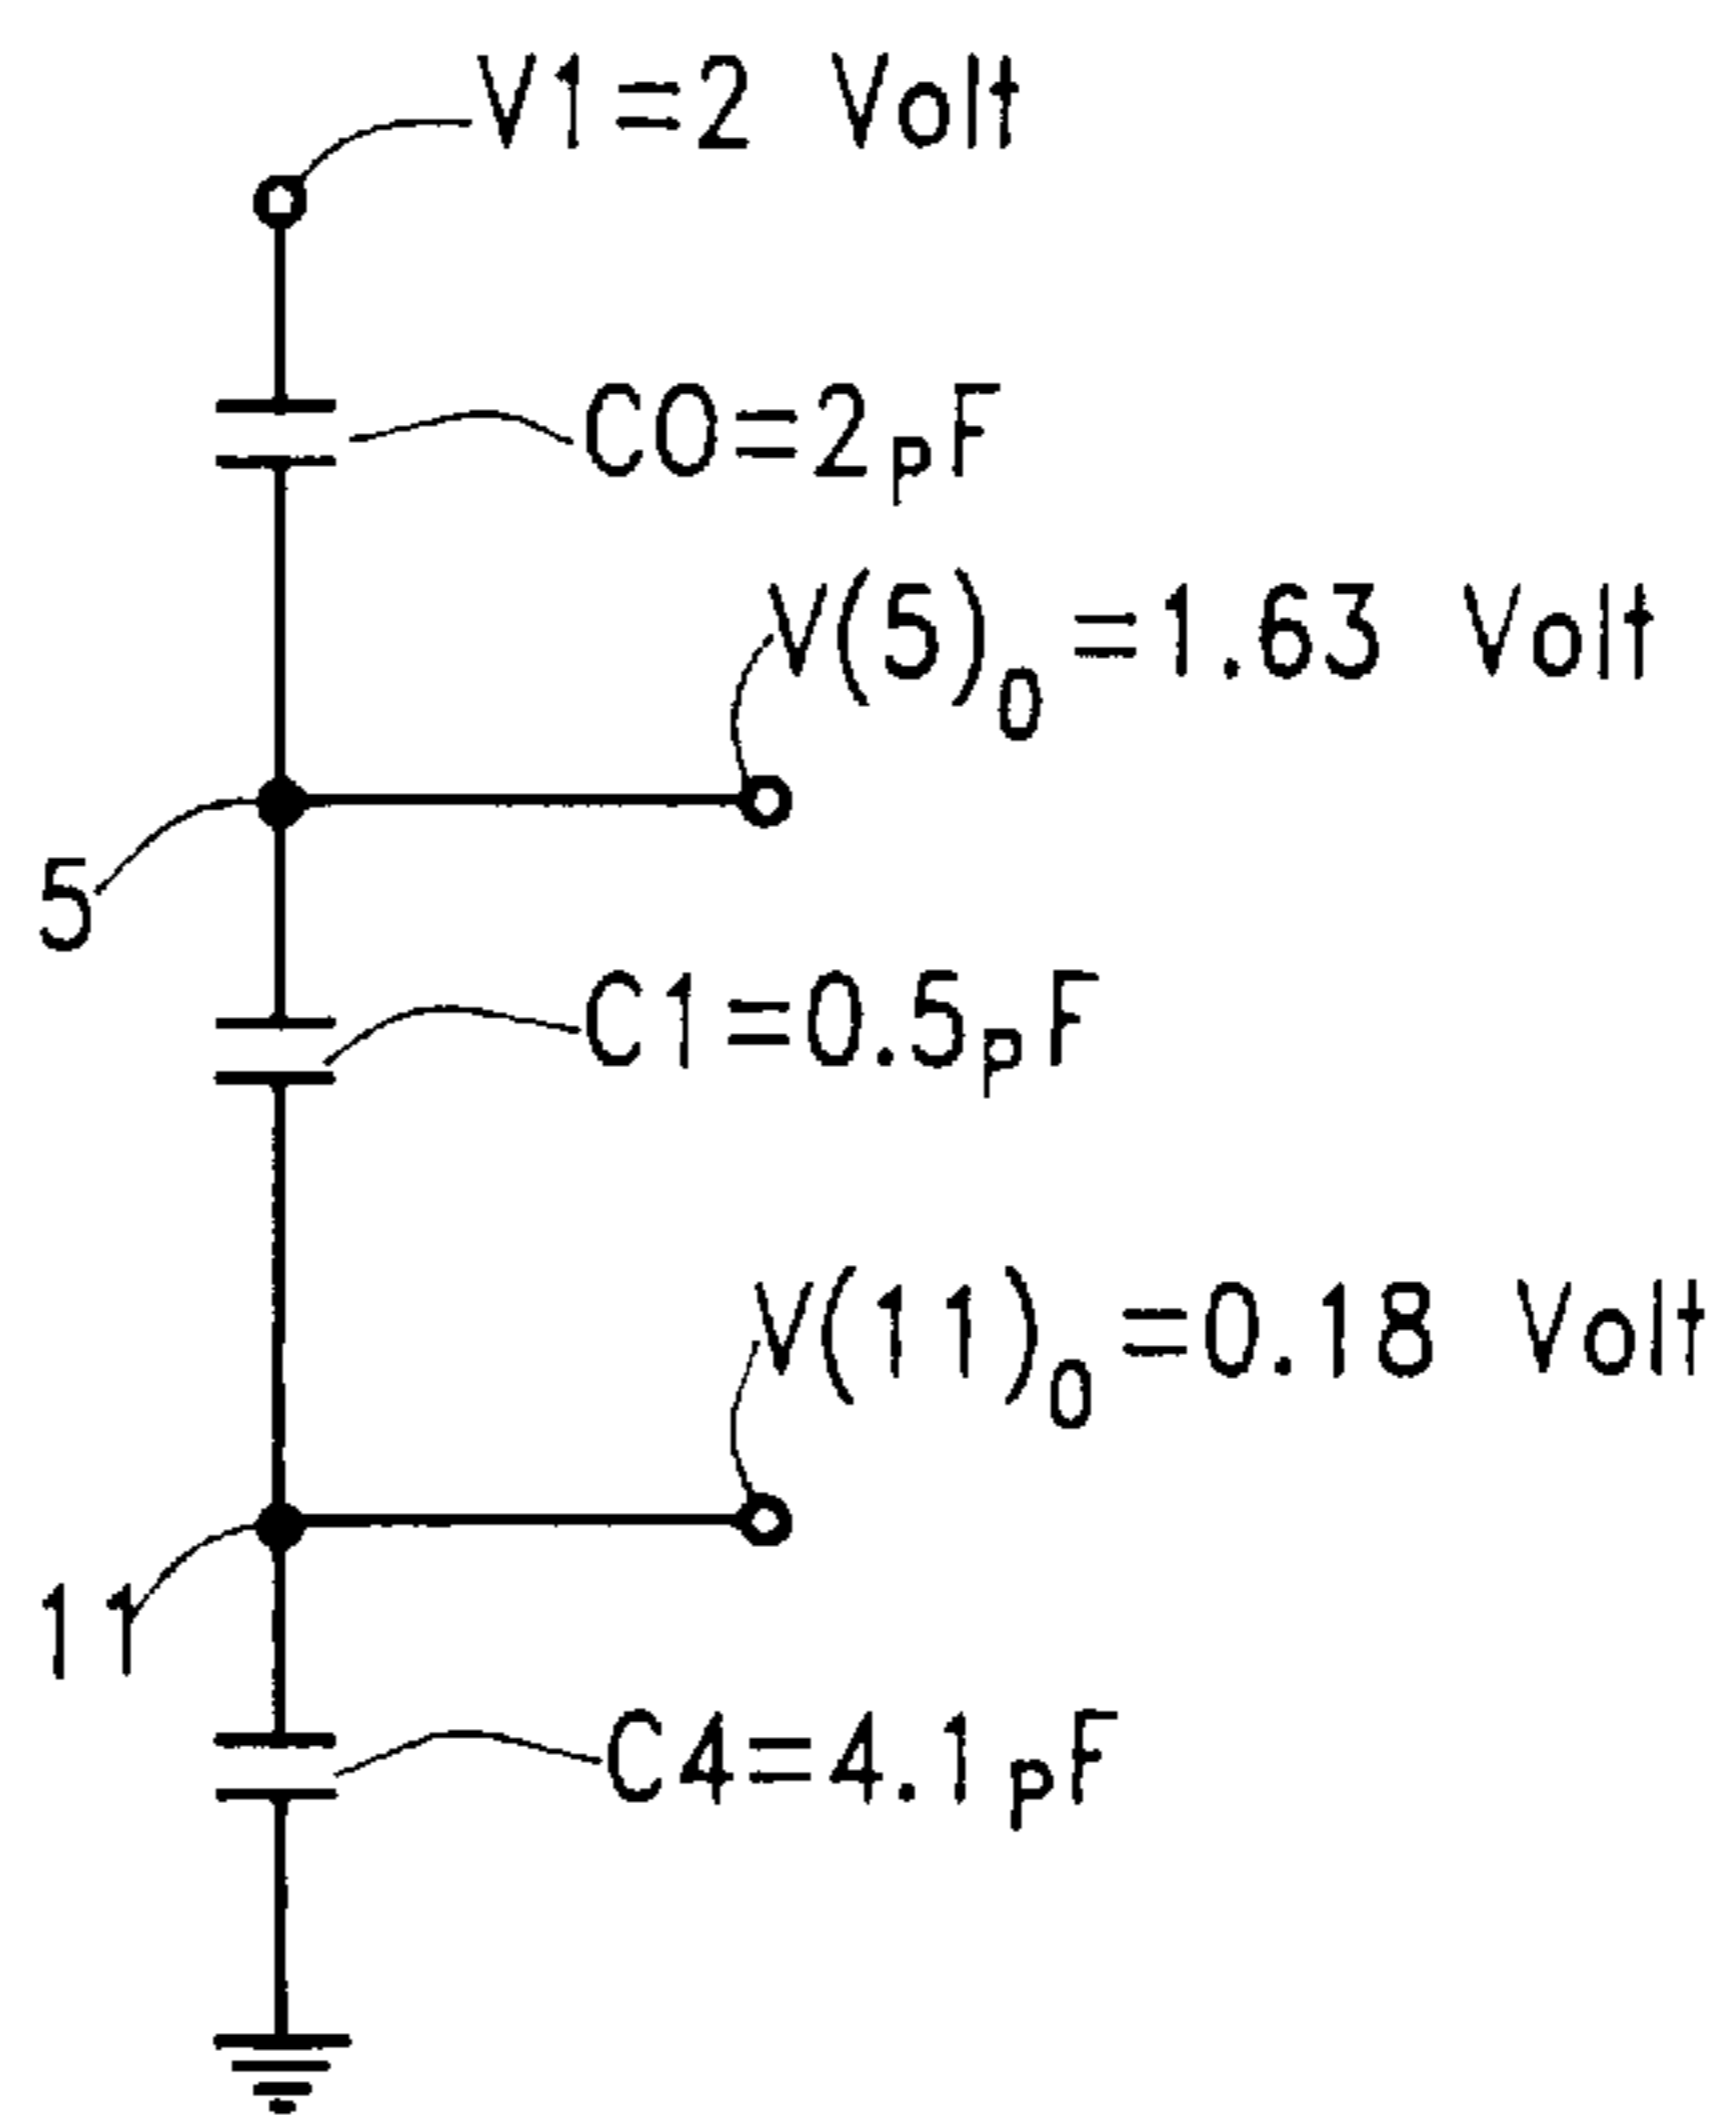 V1=2 Volt
C0=2pF
V(5)0 =1.63 Volt
5
C1=0.5pF
V(11)0 =0.18 Volt
11
C4=4.1pF